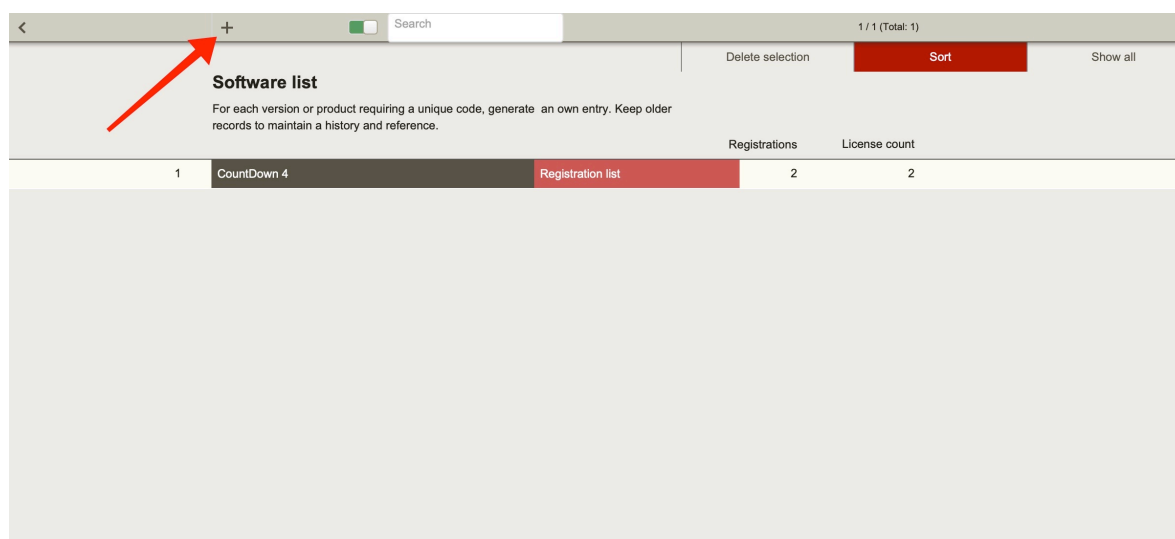 Search
1 / 1 (Total: 1)
Delete selection
Sort
Show all
Software list
For each version or product requiring a unique code, generate  an own entry. Keep older
records to maintain a history and reference.
Registrations
License count
1
CountDown 4
Registration list
2
2